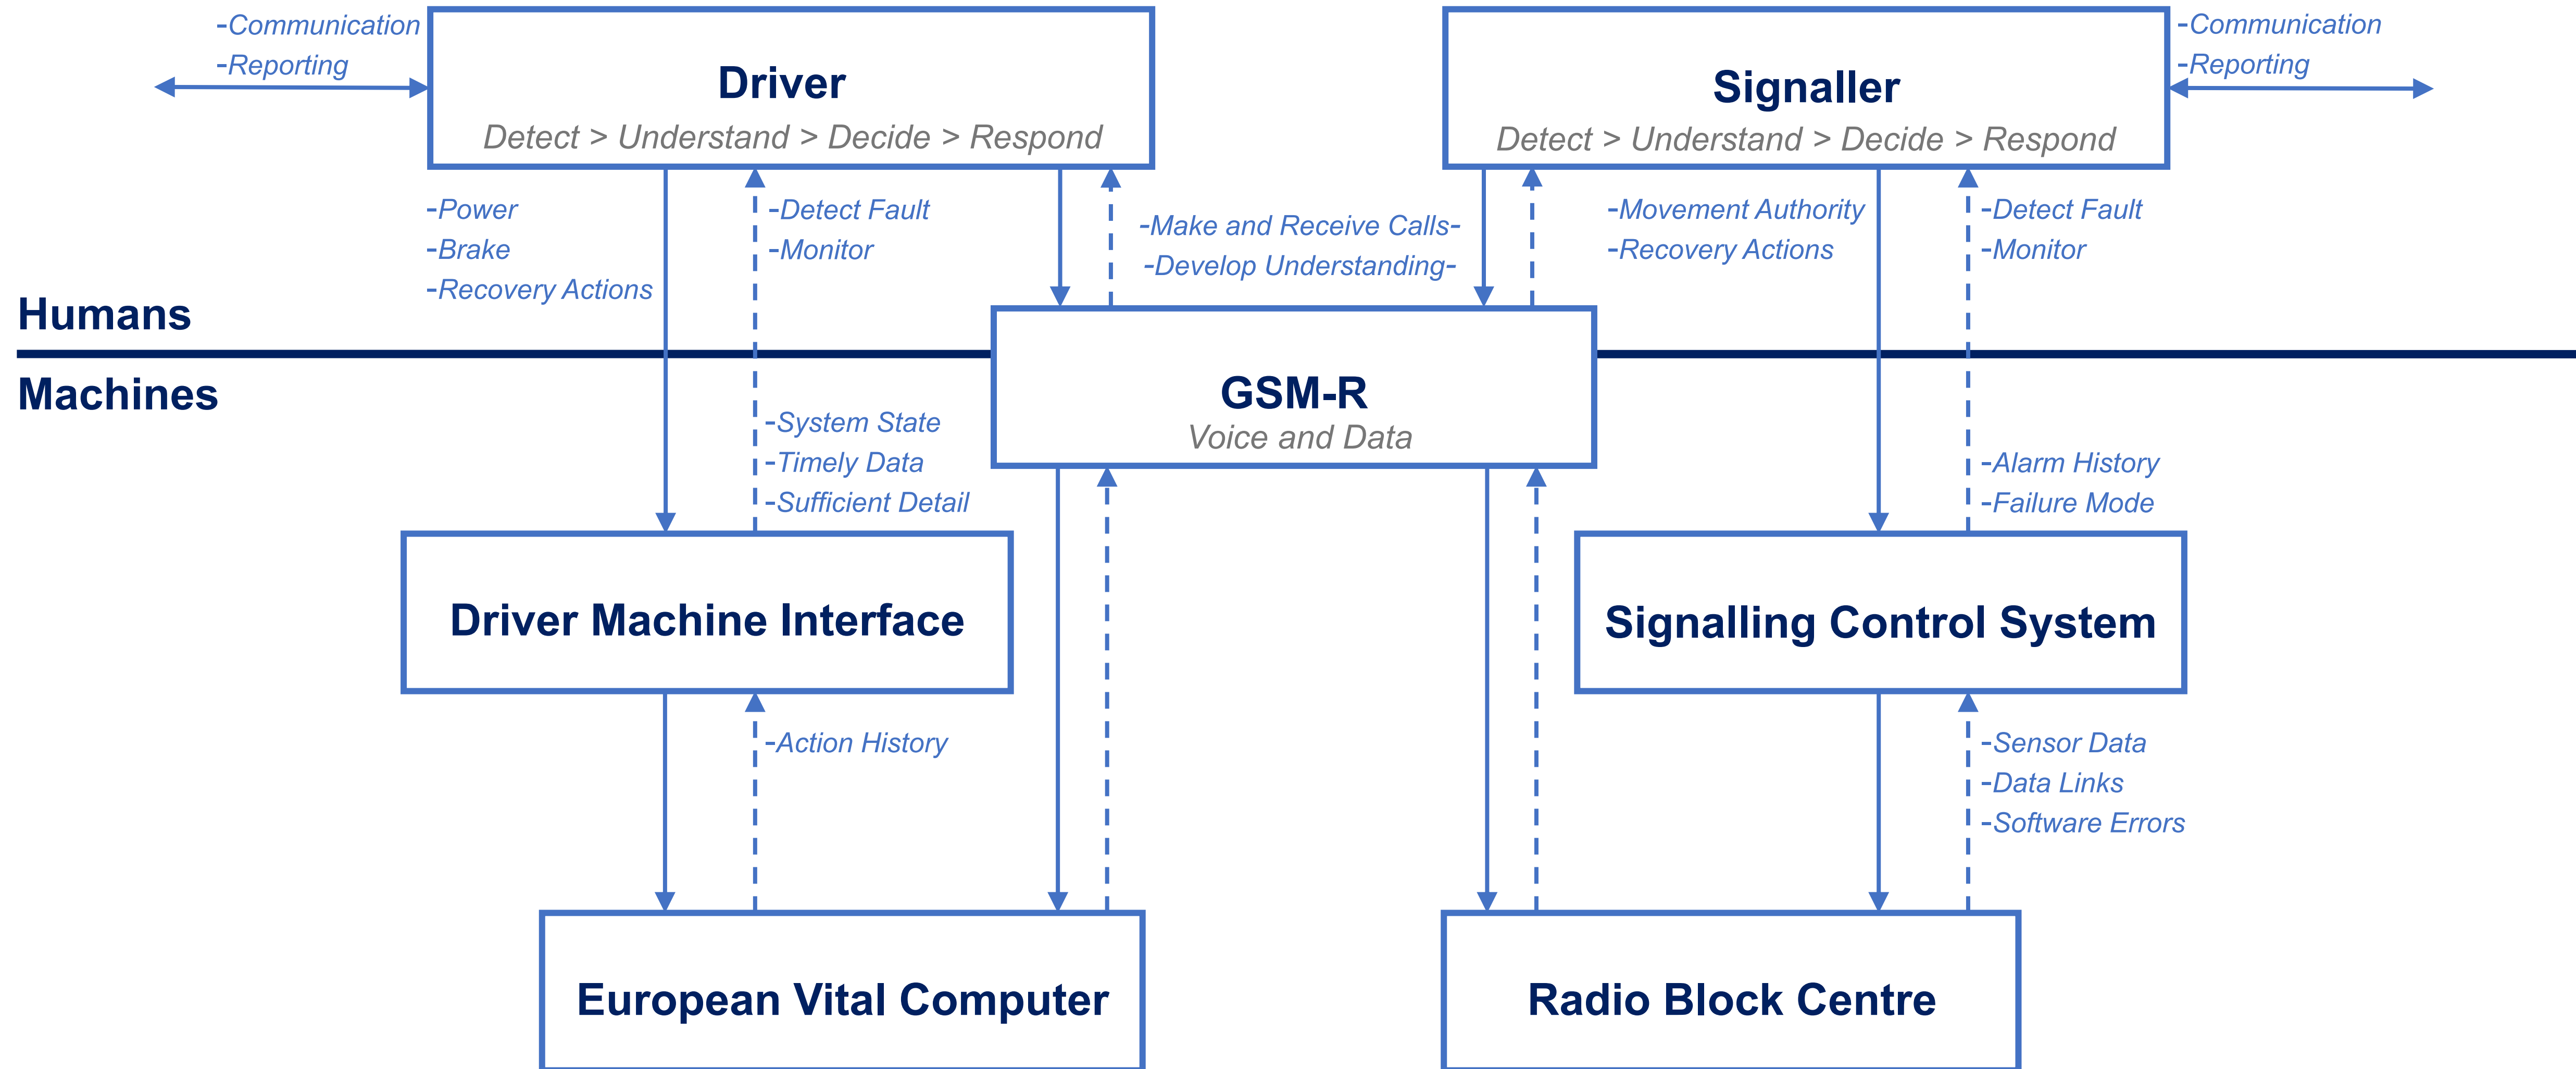 -Communication
-Reporting
Driver
Detect > Understand > Decide > Respond
Signaller
Detect > Understand > Decide > Respond
-Communication
-Reporting
-Power
-Brake
-Recovery Actions
-Detect Fault
-Monitor
-Make and Receive Calls-
-Develop Understanding-
-Movement Authority
-Recovery Actions
-Detect Fault
-Monitor
Humans
Machines
GSM-R
Voice and Data
-System State
-Timely Data
-Sufficient Detail
-Alarm History
-Failure Mode
Driver Machine Interface
Signalling Control System
-Action History
-Sensor Data
-Data Links
-Software Errors
European Vital Computer
Radio Block Centre